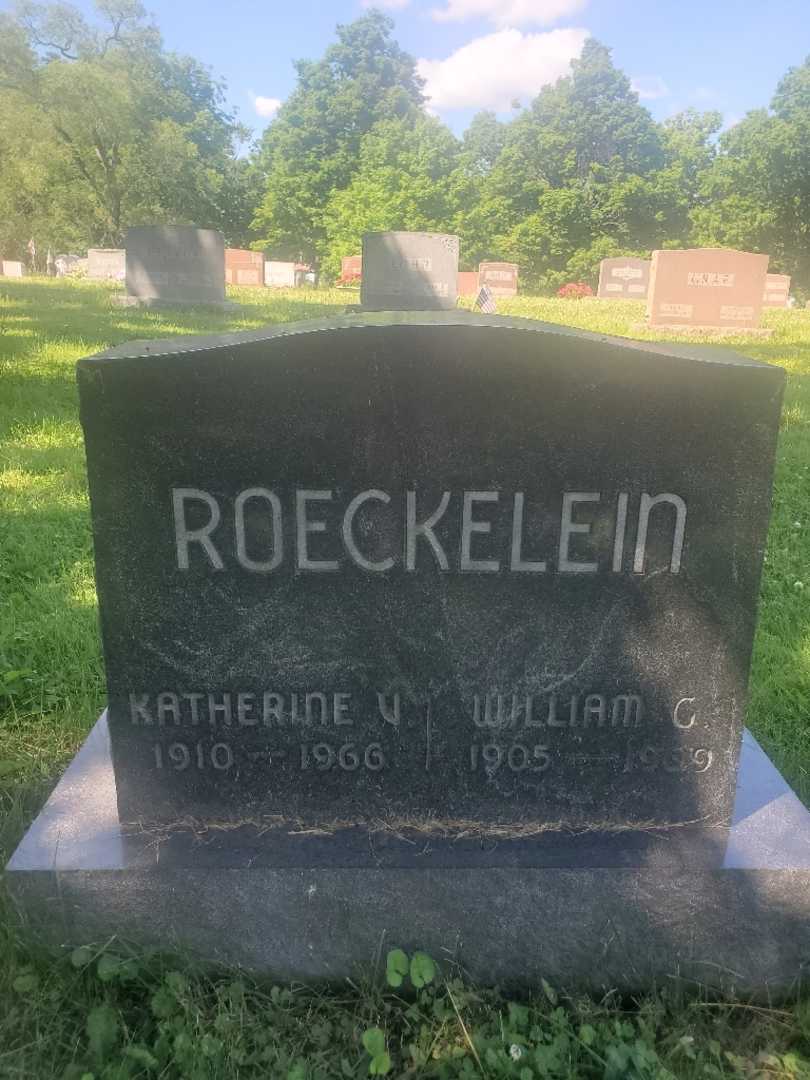 ROECKELEIN
KATHERINE V. WILLIAM G.
1910 — 1966 1905 —